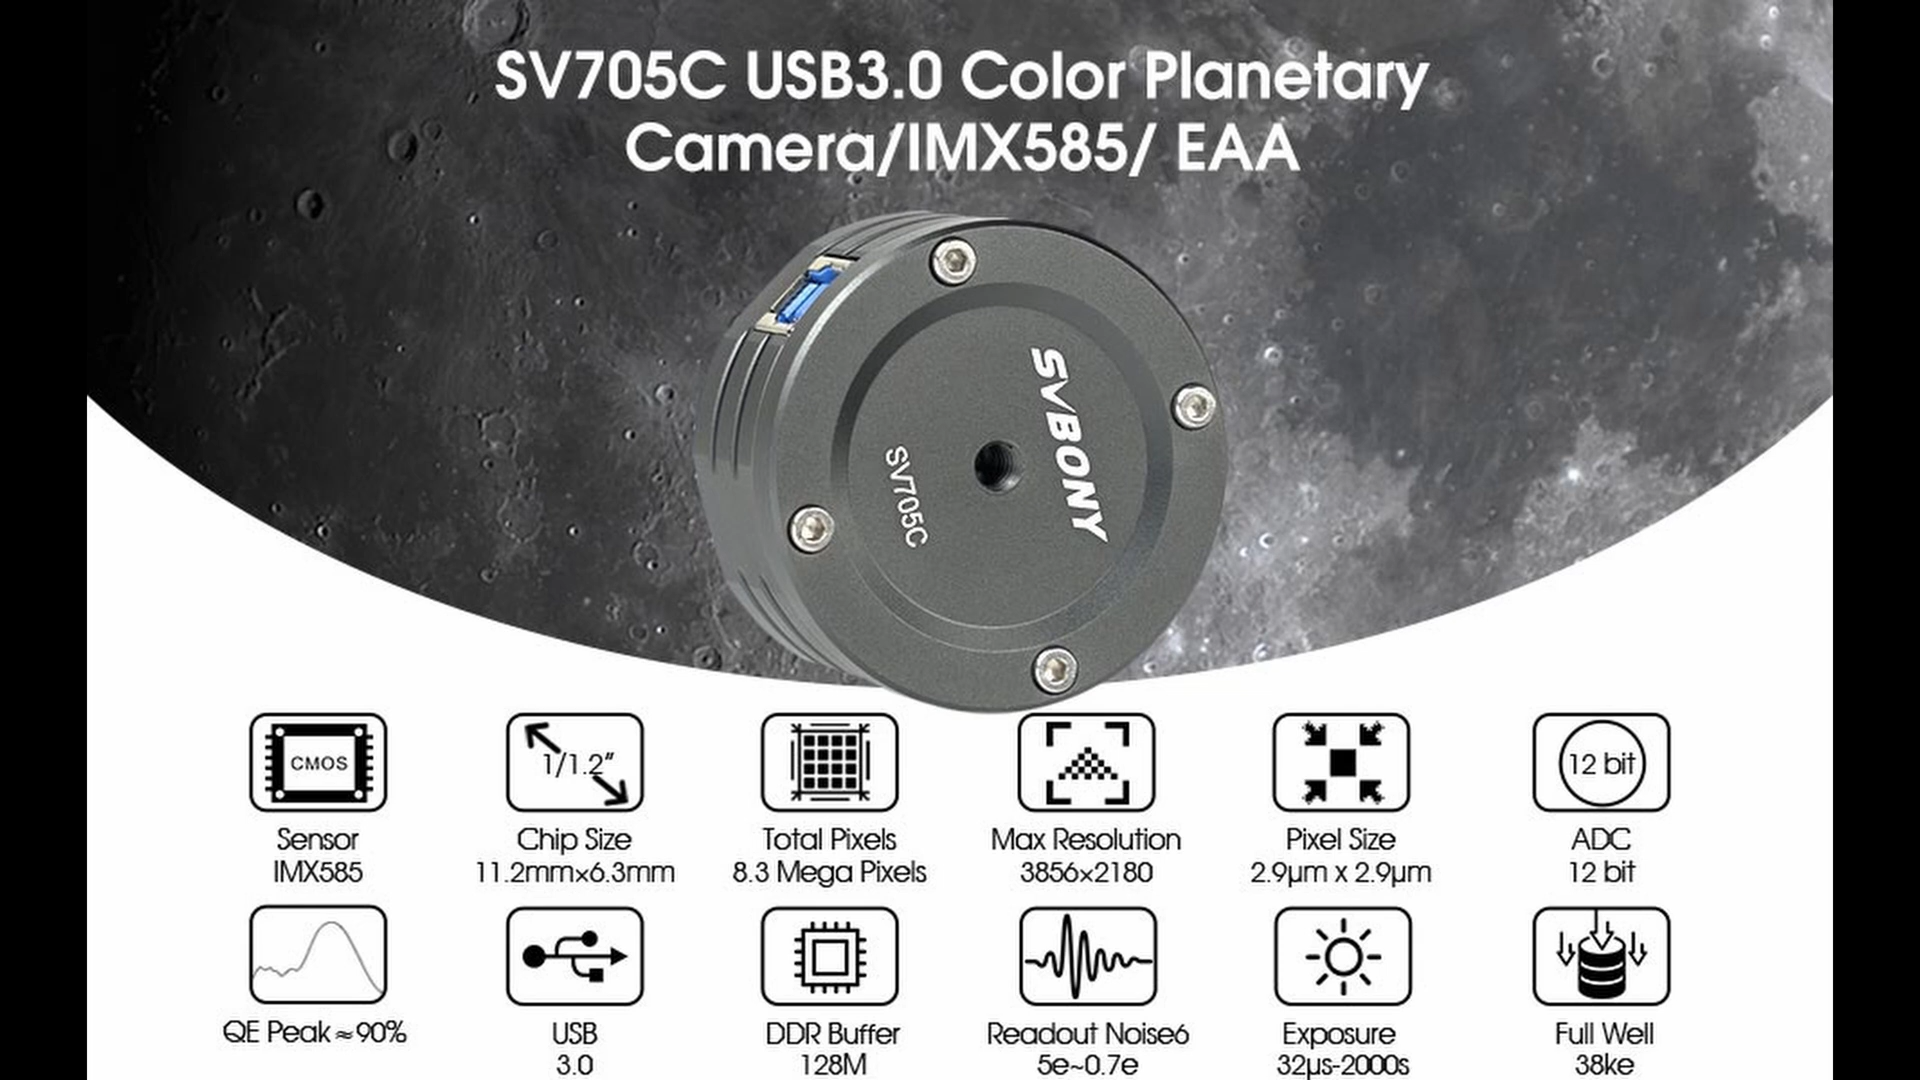 SV705C USB3.0 Color Planetary
Camera/IMX585/ EAA
SVBONY
SV705C
CMOS
1/1.2”
12 bit
Sensor
IMX585
Chip Size
11.2mm×6.3mm
Total Pixels
8.3 Mega Pixels
Max Resolution
3856×2180
Pixel Size
2.9µm x 2.9µm
ADC
12 bit
QE Peak≈90%
USB
3.0
DDR Buffer
128M
Readout Noise6
5e~0.7e
Exposure
32µs-2000s
Full Well
38ke